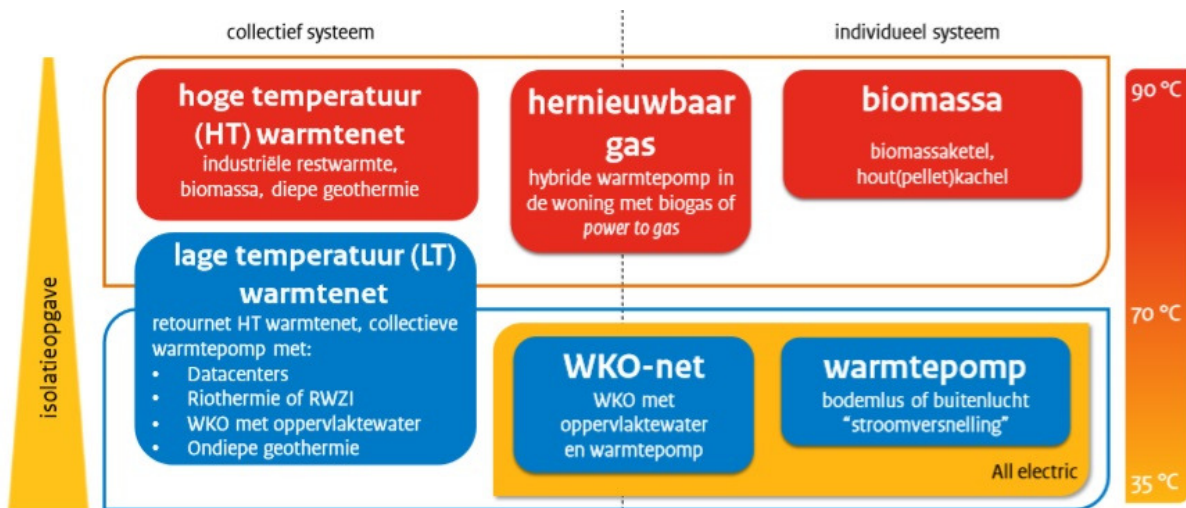 collectief systeem
individueel systeem
hoge temperatuur
(HT) warmtenet
industriële restwarmte,
biomassa, diepe geothermie
hernieuwbaar
gas
hybride warmtepomp in
de woning met biogas of
power to gas
biomassa
biomassaketel,
hout(pellet)kachel
90 °C
lage temperatuur (LT)
warmtenet
retournet HT warmtenet, collectieve
warmtepomp met:
• Datacenters
• Riothermie of RWZI
• WKO met oppervlaktewater
• Ondiepe geothermie
70 °C
isolatieopgave
WKO-net
WKO met
oppervlaktewater
en warmtepomp
warmtepomp
bodemlus of buitenlucht
“stroomversnelling”
All electric
35 °C